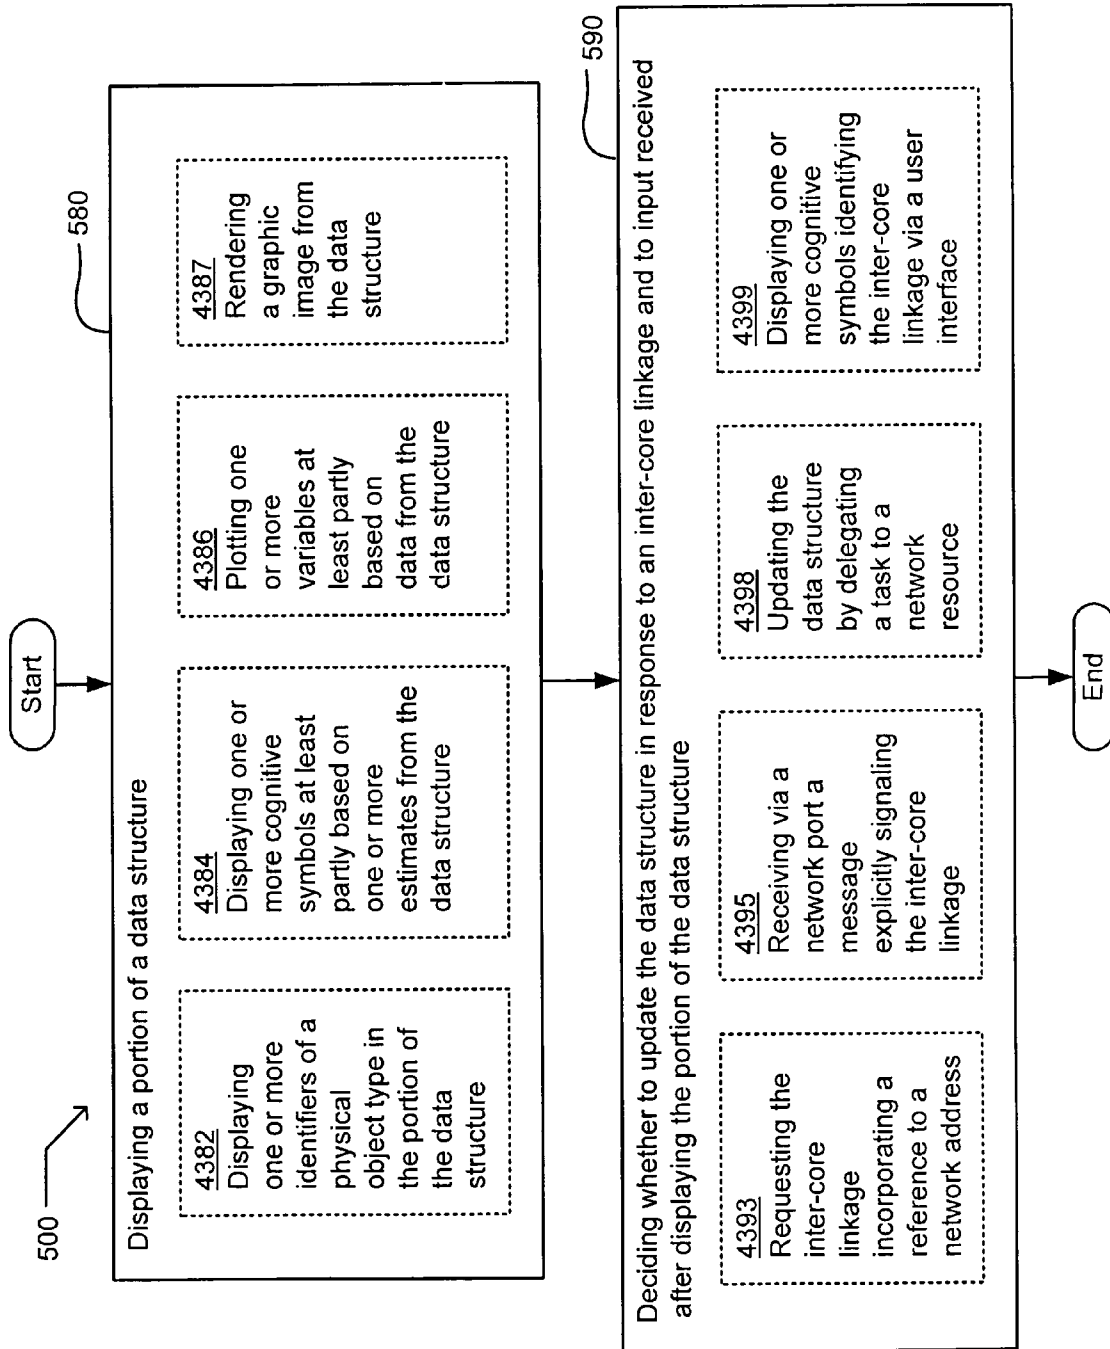 500
Start
580
Displaying a portion of a data structure
4382
Displaying
one or more
identifiers of a
physical
object type in
the portion of
the data
structure
4384
Displaying one or
more cognitive
symbols at least
partly based on
one or more
estimates from the
data structure
4386
Plotting one
or more
variables at
least partly
based on
data from the
data structure
4387
Rendering
a graphic
image from
the data
structure
590
Deciding whether to update the data structure in response to an inter-core linkage and to input received
after displaying the portion of the data structure
4393
Requesting the
inter-core
linkage
incorporating a
reference to a
network address
4395
Receiving via a
network port a
message
explicitly signaling
the inter-core
linkage
4398
Updating the
data structure
by delegating
a task to a
network
resource
4399
Displaying one or
more cognitive
symbols identifying
the inter-core
linkage via a user
interface
End